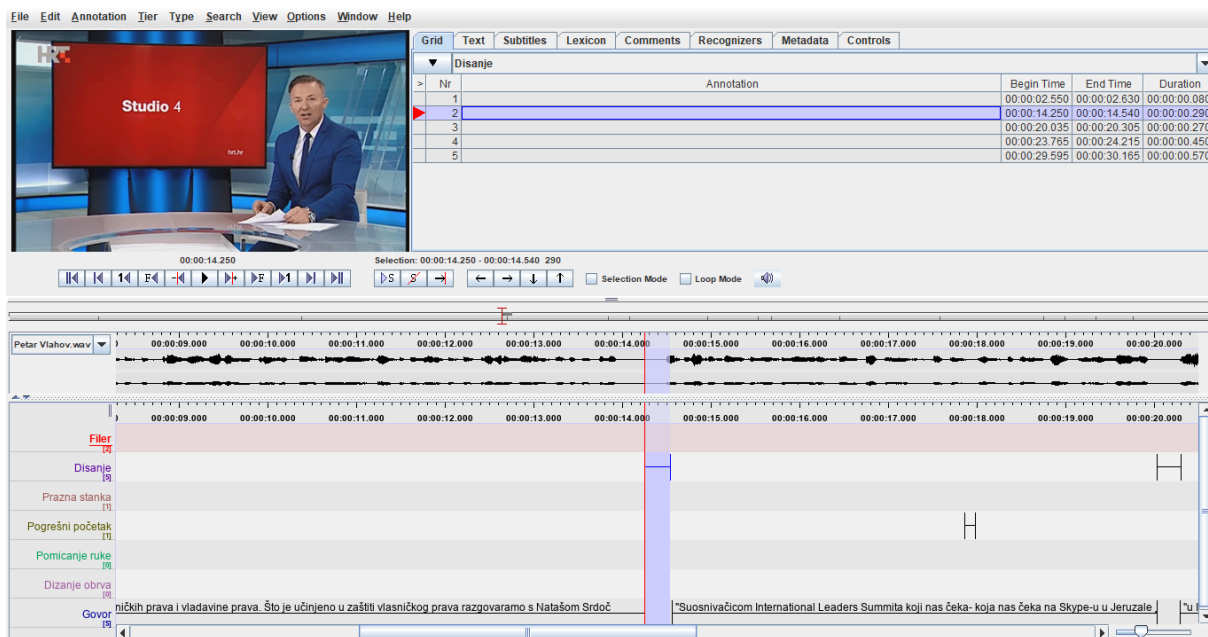 File Edit Annotation Tier Type Search View Options Window Help
HRT
Studio 4
hrt.hr
Grid Text Subtitles Lexicon Comments Recognizers Metadata Controls
Disanje
> Nr Annotation Begin Time End Time Duration
1 00:00:02.550 00:00:02.630 00:00:00.080
2 00:00:14.250 00:00:14.540 00:00:00.290
3 00:00:20.035 00:00:20.305 00:00:00.270
4 00:00:23.765 00:00:24.215 00:00:00.450
5 00:00:29.595 00:00:30.165 00:00:00.570
00:00:14.250 Selection: 00:00:14.250 - 00:00:14.540 290
1 F F 1 S S Selection Mode Loop Mode
Petar Vlahov.wav
00:00:09.000 00:00:10.000 00:00:11.000 00:00:12.000 00:00:13.000 00:00:14.000 00:00:15.000 00:00:16.000 00:00:17.000 00:00:18.000 00:00:19.000 00:00:20.000
00:00:09.000 00:00:10.000 00:00:11.000 00:00:12.000 00:00:13.000 00:00:14.000 00:00:15.000 00:00:16.000 00:00:17.000 00:00:18.000 00:00:19.000 00:00:20.000
Filer
[2]
Disanje
[5]
Prazna stanka
[1]
Pogrešni početak
[1]
Pomicanje ruke
[0]
Dizanje obrva
[0]
Govor
[5]
ničkih prava i vladavine prava. Što je učinjeno u zaštiti vlasničkog prava razgovaramo s Natašom Srdoč
"Suosnivačicom International Leaders Summita koji nas čeka- koja nas čeka na Skype-u u Jeruzale
"u